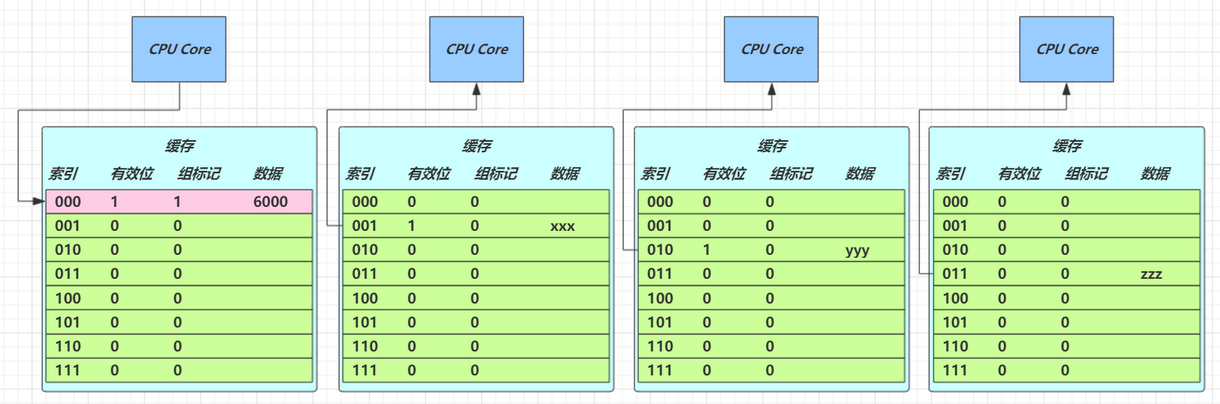 CPU Core CPU Core CPU Core CPU Core
缓存 缓存 缓存 缓存
索引 有效位 组标记 数据 索引 有效位 组标记 数据 索引 有效位 组标记 数据 索引 有效位 组标记 数据
000 1 1 6000 000 0 0 000 0 0 000 0 0
001 0 0 001 1 0 xxx 001 0 0 001 0 0
010 0 0 010 0 0 010 1 0 yyy 010 0 0
011 0 0 011 0 0 011 0 0 011 0 0 zzz
100 0 0 100 0 0 100 0 0 100 0 0
101 0 0 101 0 0 101 0 0 101 0 0
110 0 0 110 0 0 110 0 0 110 0 0
111 0 0 111 0 0 111 0 0 111 0 0